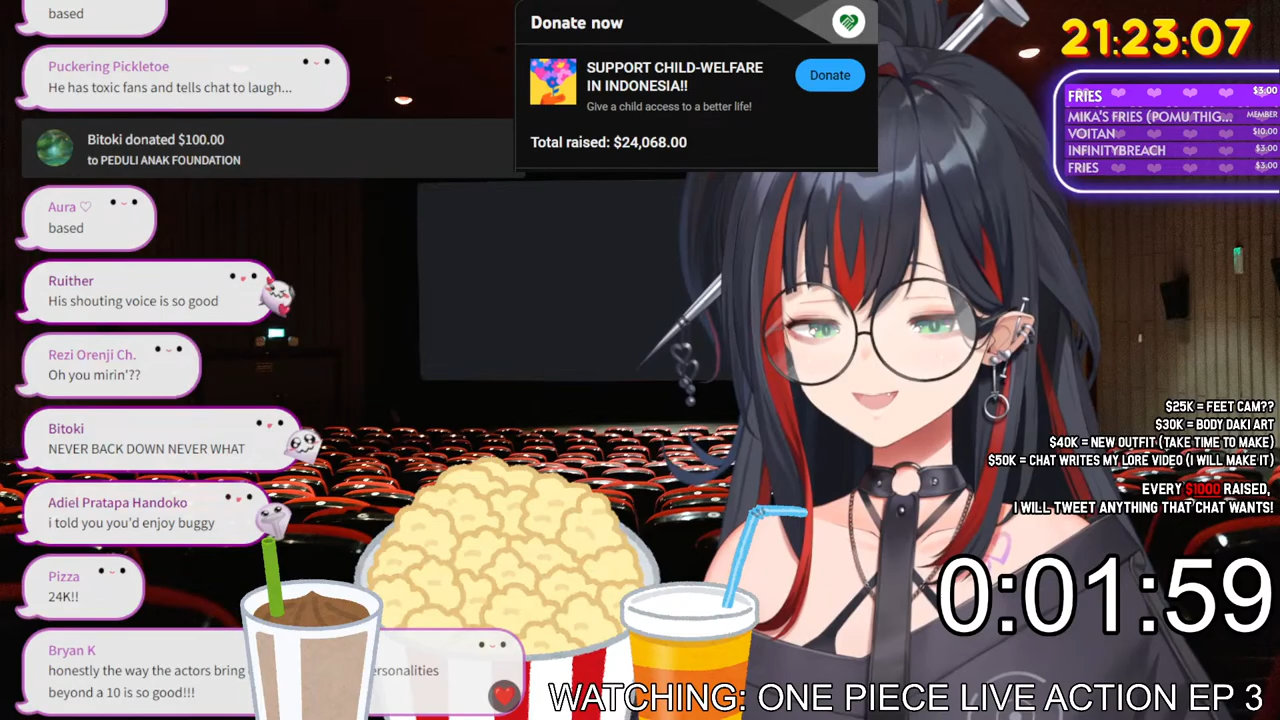 based
Puckering Pickletoe
He has toxic fans and tells chat to laugh...
Bitoki donated $100.00
to PEDULI ANAK FOUNDATION
Aura ♡
based
Ruither
His shouting voice is so good
Rezi Orenji Ch.
Oh you mirin'??
Bitoki
NEVER BACK DOWN NEVER WHAT
Adiel Pratapa Handoko
i told you you'd enjoy buggy
Pizza
24K!!
Bryan K
honestly the way the actors bring
ersonalities
beyond a 10 is so good!!!
Donate now
SUPPORT CHILD-WELFARE
IN INDONESIA!!
Give a child access to a better life!
Donate
Total raised: $24,068.00
21:23:07
FRIES $3.00
MIKA'S FRIES (POMU THIG... MEMBER
VOITAN $10.00
INFINITYBREACH $3.00
FRIES $3.00
$25K = FEET CAM??
$30K = BODY DAKI ART
$40K = NEW OUTFIT (TAKE TIME TO MAKE)
$50K = CHAT WRITES MY LORE VIDEO (I WILL MAKE IT)
EVERY $1000 RAISED,
I WILL TWEET ANYTHING THAT CHAT WANTS!
0:01:59
WATCHING: ONE PIECE LIVE ACTION EP 3